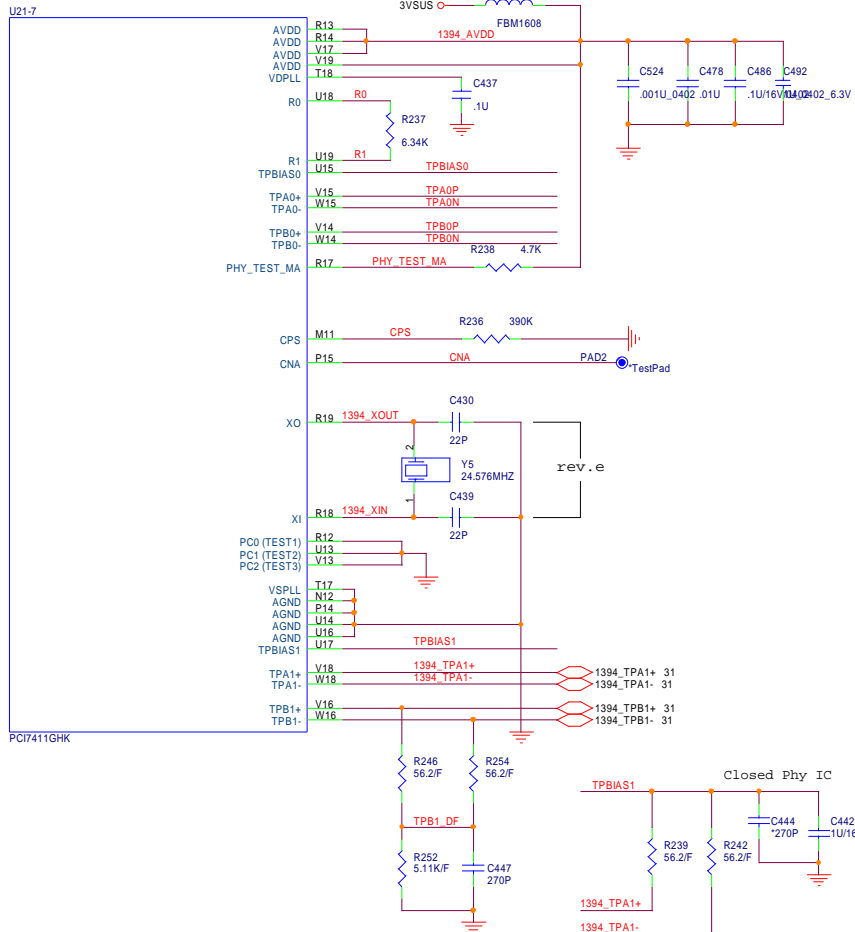 U21-7
3VSUS
FBM1608
AVDD R13
AVDD R14 1394_AVDD
AVDD V17
AVDD V19
VDPLL T18
C437
.1U
C524
.001U_0402
C478
.01U
C486
.1U/16V
C492
R0 U18 R0
R237
6.34K
R1 U19 R1
TPBIAS0 U15 TPBIAS0
TPA0+ V15 TPA0P
TPA0- W15 TPA0N
TPB0+ V14 TPB0P
TPB0- W14 TPB0N
R238 4.7K
PHY_TEST_MA R17 PHY_TEST_MA
R236 390K
CPS M11 CPS
CNA P15 CNA
PAD2
*TestPad
C430
XO R19 1394_XOUT
22P
2
Y5
24.576MHZ
rev.e
1
C439
XI R18 1394_XIN
22P
PC0 (TEST1) R12
PC1 (TEST2) U13
PC2 (TEST3) V13
VSPLL T17
AGND N12
AGND P14
AGND U14
AGND U16
TPBIAS1 U17 TPBIAS1
TPA1+ V18 1394_TPA1+ 1394_TPA1+ 31
TPA1- W18 1394_TPA1- 1394_TPA1- 31
TPB1+ V16 1394_TPB1+ 31
TPB1- W16 1394_TPB1- 31
PCI7411GHK
R246
56.2/F
R254
56.2/F
TPB1_DF
R252
5.11K/F
C447
270P
Closed Phy IC
TPBIAS1
C444
*270P
C442
1U/16
R239
56.2/F
R242
56.2/F
1394_TPA1+
1394_TPA1-